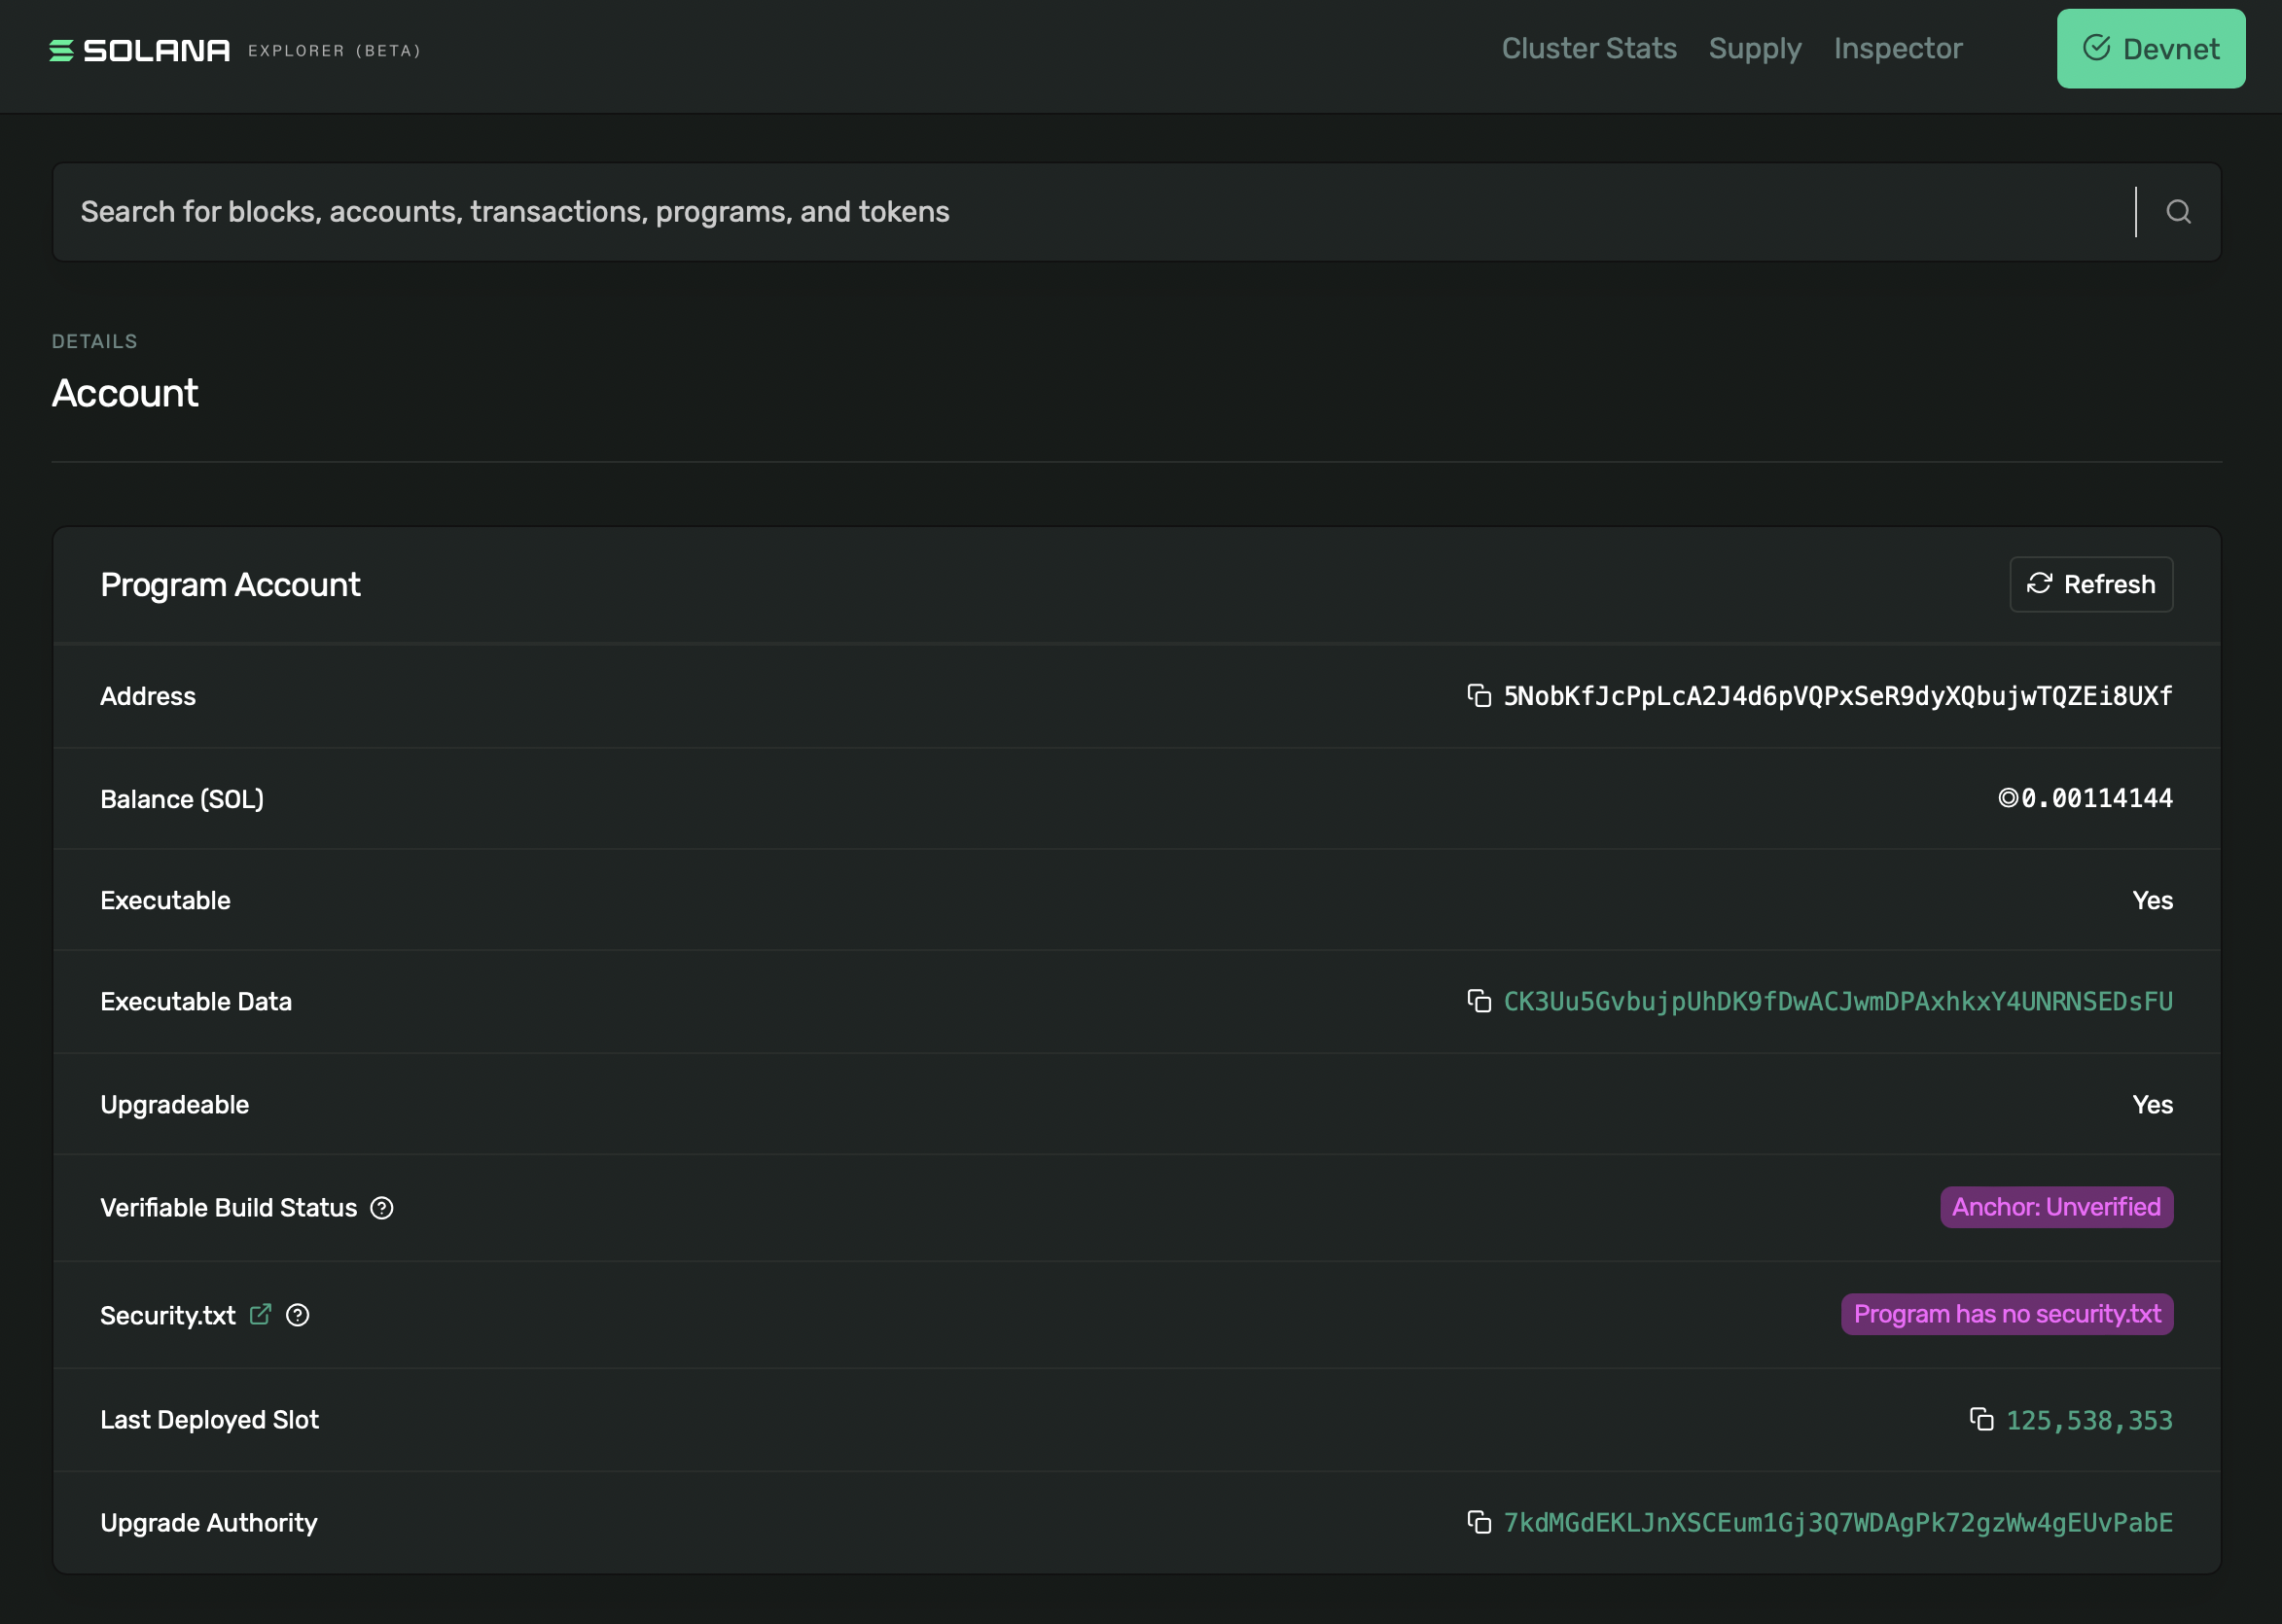 SOLANA EXPLORER (BETA)
Cluster Stats Supply Inspector Devnet
Search for blocks, accounts, transactions, programs, and tokens
DETAILS
Account
Program Account Refresh
Address 5NobKfJcPpLcA2J4d6pVQPxSeR9dyXQbujwTQZEi8UXf
Balance (SOL) ◎0.00114144
Executable Yes
Executable Data CK3Uu5GvbujpUhDK9fDwACJwmDPAxhkxY4UNRNSEDsFU
Upgradeable Yes
Verifiable Build Status Anchor: Unverified
Security.txt Program has no security.txt
Last Deployed Slot 125,538,353
Upgrade Authority 7kdMGdEKLJnXSCEum1Gj3Q7WDAgPk72gzWw4gEUvPabE